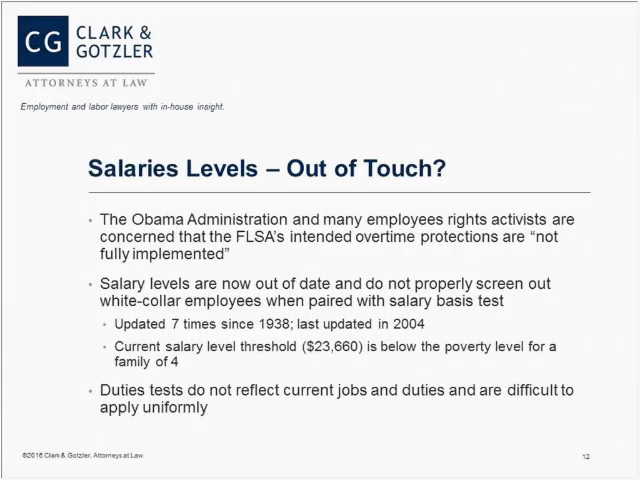 CG
CLARK &
GOTZLER
ATTORNEYS AT LAW
Employment and labor lawyers with in-house insight.
Salaries Levels – Out of Touch?
• The Obama Administration and many employees rights activists are
concerned that the FLSA's intended overtime protections are “not
fully implemented”
• Salary levels are now out of date and do not properly screen out
white-collar employees when paired with salary basis test
• Updated 7 times since 1938; last updated in 2004
• Current salary level threshold ($23,660) is below the poverty level for a
family of 4
• Duties tests do not reflect current jobs and duties and are difficult to
apply uniformly
©2016 Clark & Gotzler, Attorneys at Law
12